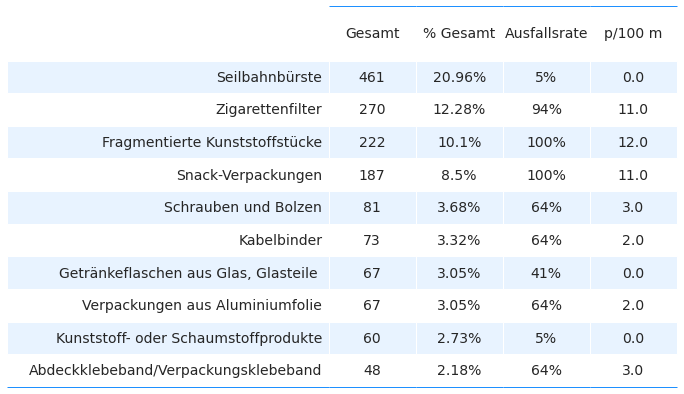 Gesamt % Gesamt Ausfallsrate p/100 m
Seilbahnbürste 461 20.96% 5% 0.0
Zigarettenfilter 270 12.28% 94% 11.0
Fragmentierte Kunststoffstücke 222 10.1% 100% 12.0
Snack-Verpackungen 187 8.5% 100% 11.0
Schrauben und Bolzen 81 3.68% 64% 3.0
Kabelbinder 73 3.32% 64% 2.0
Getränkeflaschen aus Glas, Glasteile 67 3.05% 41% 0.0
Verpackungen aus Aluminiumfolie 67 3.05% 64% 2.0
Kunststoff- oder Schaumstoffprodukte 60 2.73% 5% 0.0
Abdeckklebeband/Verpackungsklebeband 48 2.18% 64% 3.0